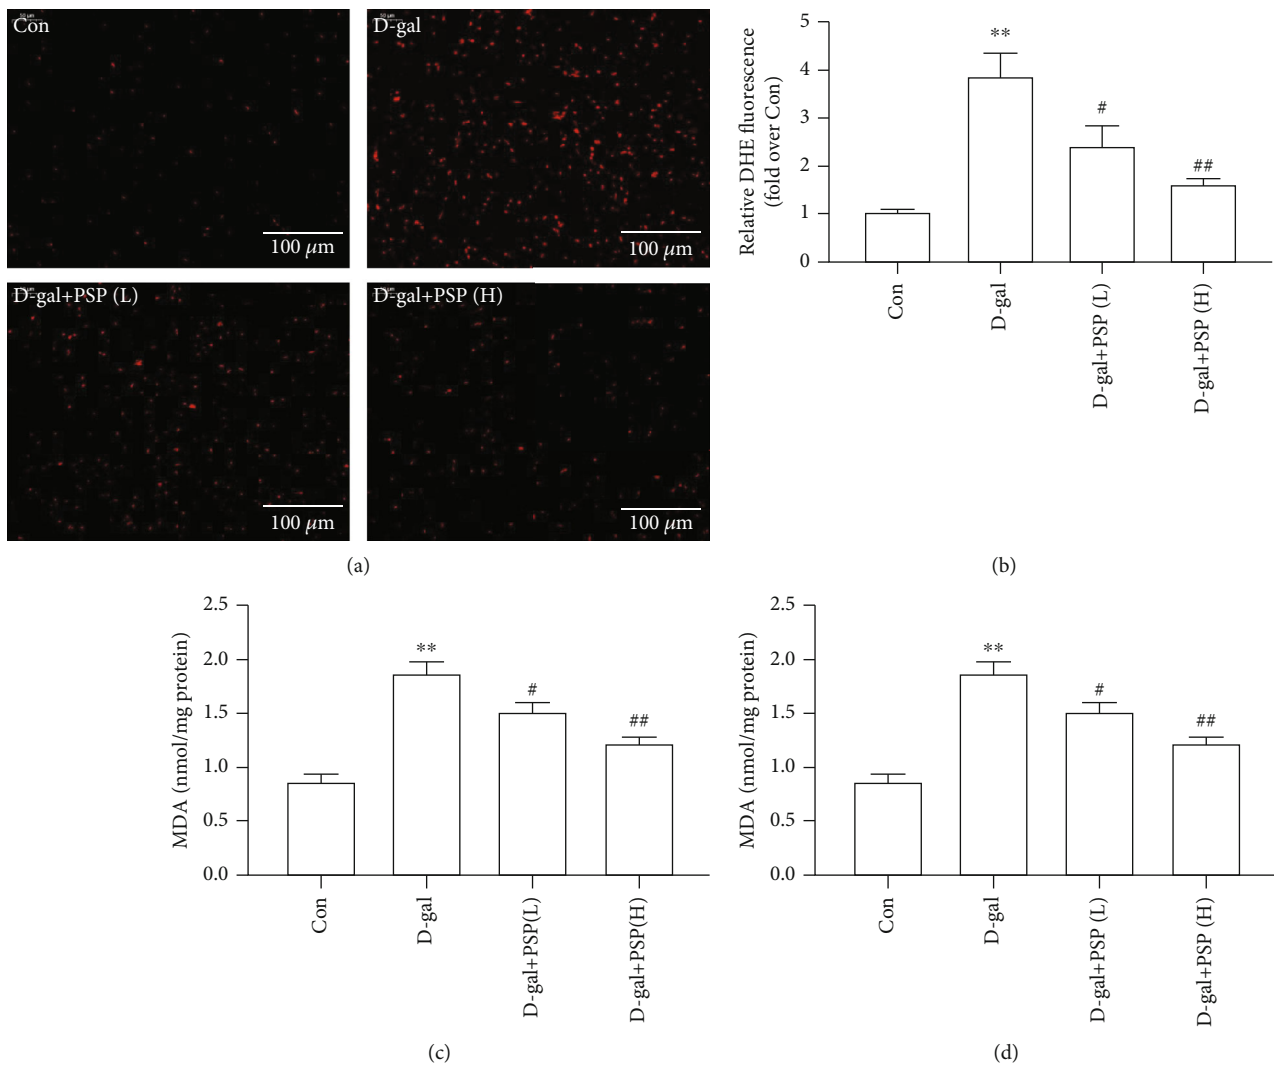 Con
100 μm
D-gal
100 μm
D-gal+PSP (L)
100 μm
D-gal+PSP (H)
100 μm
(a)
Relative DHE fluorescence
(fold over Con)
5
4
3
2
1
0
**
#
##
Con
D-gal
D-gal+PSP (L)
D-gal+PSP (H)
(b)
MDA (nmol/mg protein)
2.5
2.0
1.5
1.0
0.5
0.0
**
#
##
Con
D-gal
D-gal+PSP(L)
D-gal+PSP(H)
(c)
MDA (nmol/mg protein)
2.5
2.0
1.5
1.0
0.5
0.0
**
#
##
Con
D-gal
D-gal+PSP (L)
D-gal+PSP (H)
(d)